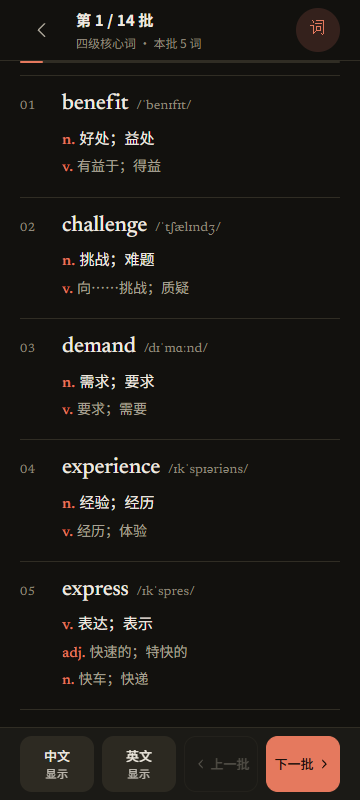 第 1 / 14 批
四级核心词 · 本批 5 词
词
01 benefit /ˈbenɪfɪt/
n. 好处；益处
v. 有益于；得益
02 challenge /ˈtʃælɪndʒ/
n. 挑战；难题
v. 向……挑战；质疑
03 demand /dɪˈmɑːnd/
n. 需求；要求
v. 要求；需要
04 experience /ɪkˈspɪəriəns/
n. 经验；经历
v. 经历；体验
05 express /ɪkˈspres/
v. 表达；表示
adj. 快速的；特快的
n. 快车；快递
中文 英文 上一批 下一批
显示 显示